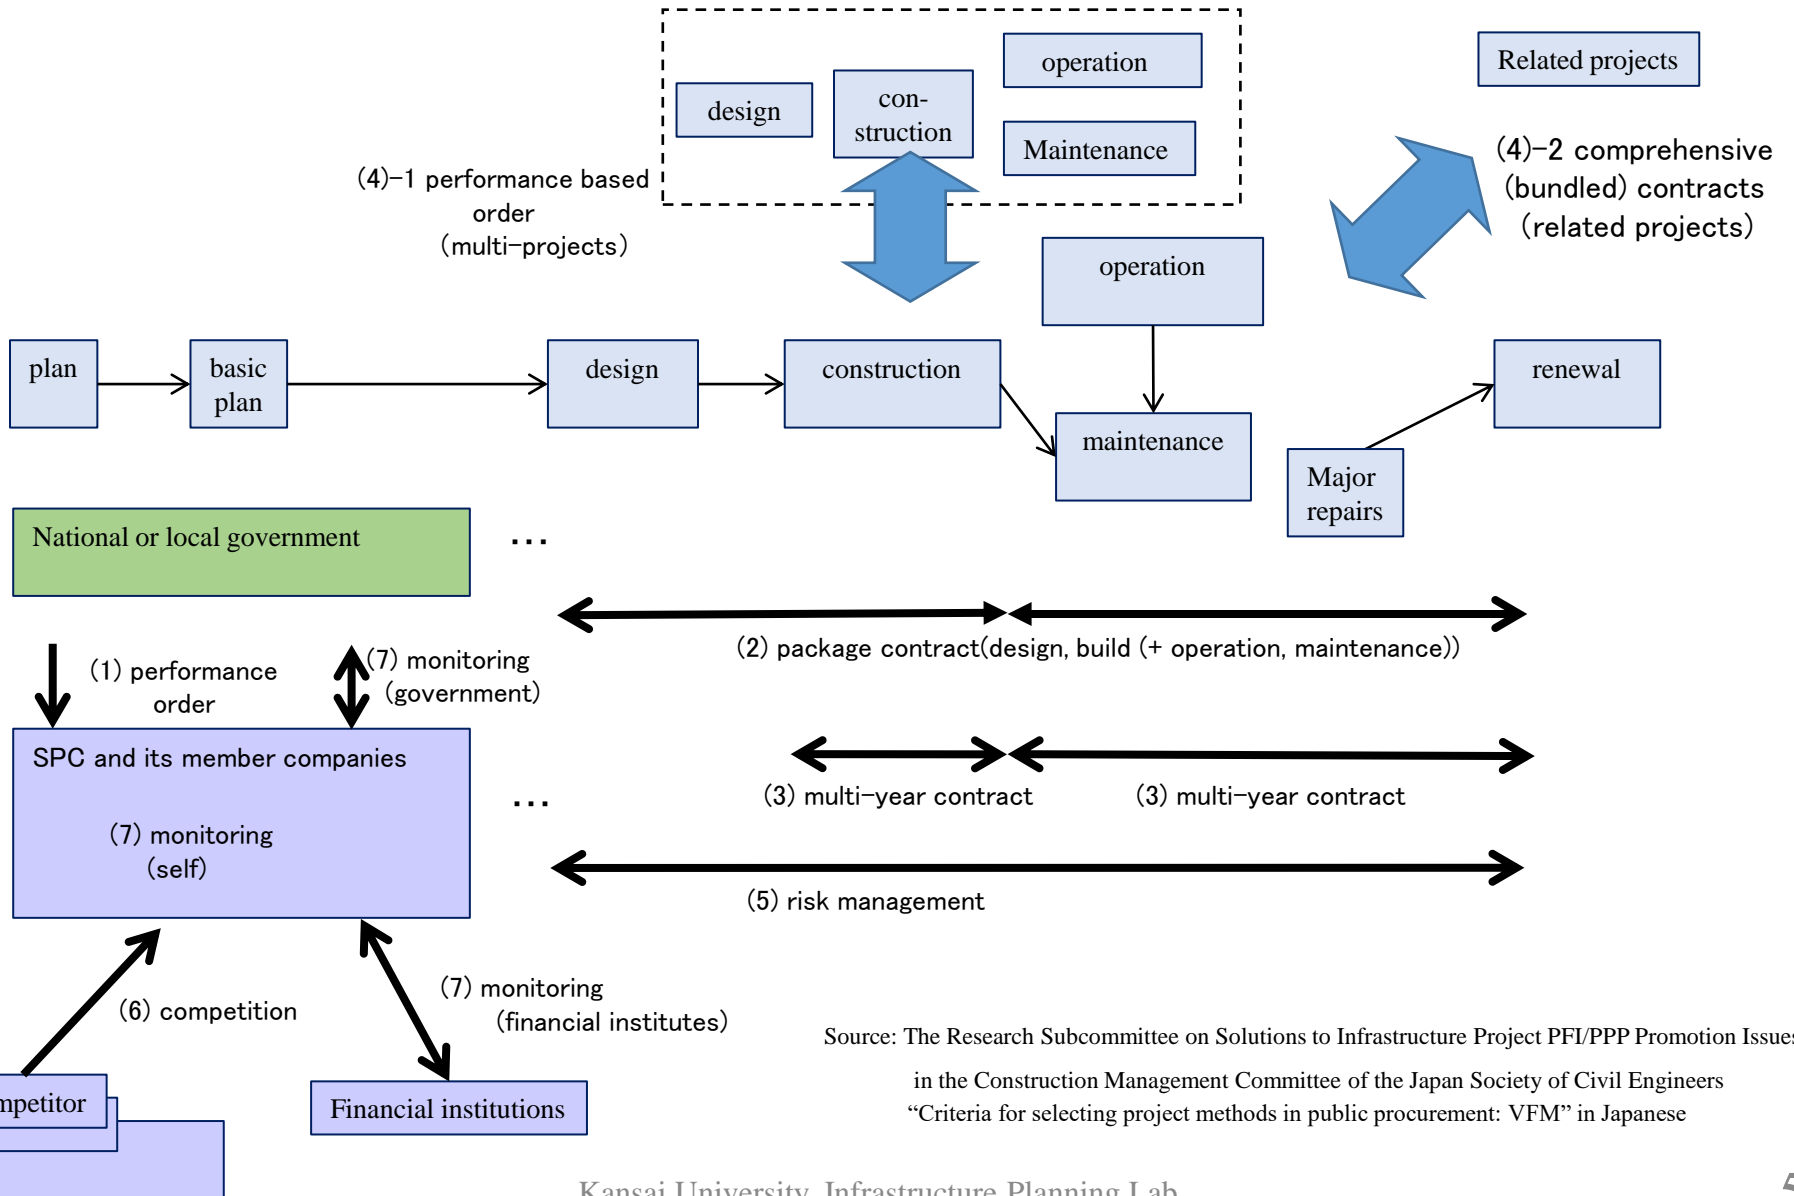 operation
Related projects
design
con-
struction
Maintenance
(4)-1 performance based
order
(multi-projects)
(4)-2 comprehensive
(bundled) contracts
(related projects)
operation
plan
basic
plan
design
construction
maintenance
renewal
Major
repairs
National or local government
...
(2) package contract(design, build (+ operation, maintenance))
(1) performance
order
(7) monitoring
(government)
SPC and its member companies
(7) monitoring
(self)
...
(3) multi-year contract
(3) multi-year contract
(5) risk management
(6) competition
(7) monitoring
(financial institutes)
mpetitor
Financial institutions
Source: The Research Subcommittee on Solutions to Infrastructure Project PFI/PPP Promotion Issues
in the Construction Management Committee of the Japan Society of Civil Engineers
“Criteria for selecting project methods in public procurement: VFM” in Japanese
Kansai University Infrastructure Planning Lab